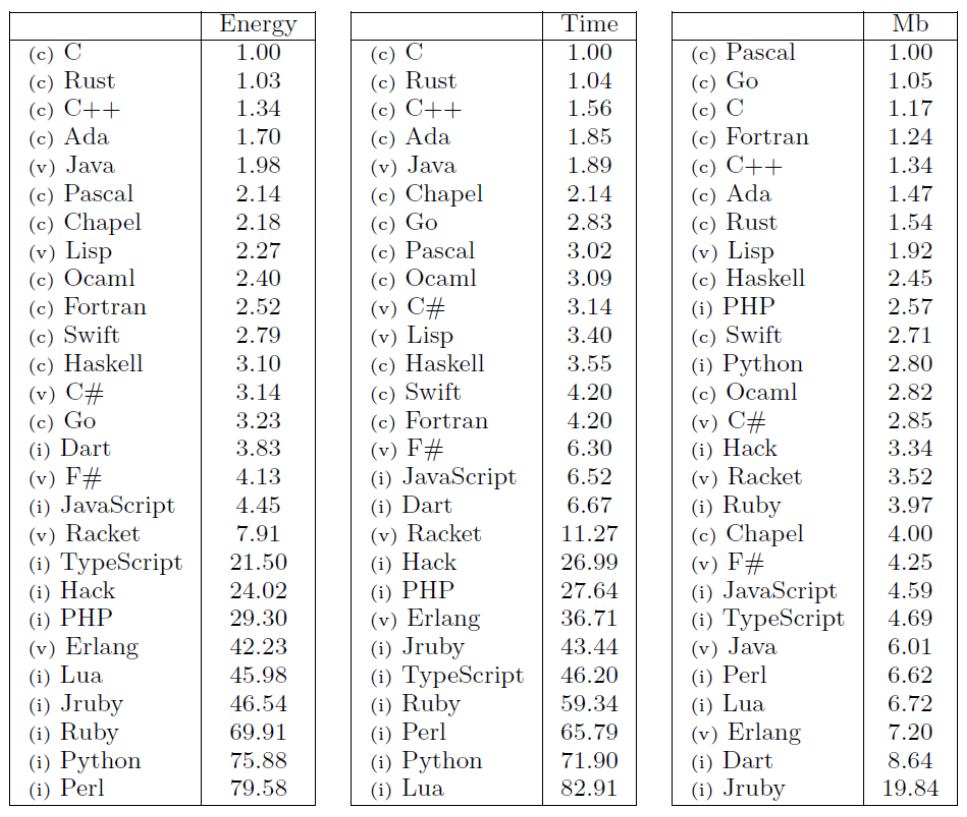 Energy
(c) C 1.00
(c) Rust 1.03
(c) C++ 1.34
(c) Ada 1.70
(v) Java 1.98
(c) Pascal 2.14
(c) Chapel 2.18
(v) Lisp 2.27
(c) Ocaml 2.40
(c) Fortran 2.52
(c) Swift 2.79
(c) Haskell 3.10
(v) C# 3.14
(c) Go 3.23
(i) Dart 3.83
(v) F# 4.13
(i) JavaScript 4.45
(v) Racket 7.91
(i) TypeScript 21.50
(i) Hack 24.02
(i) PHP 29.30
(v) Erlang 42.23
(i) Lua 45.98
(i) Jruby 46.54
(i) Ruby 69.91
(i) Python 75.88
(i) Perl 79.58
Time
(c) C 1.00
(c) Rust 1.04
(c) C++ 1.56
(c) Ada 1.85
(v) Java 1.89
(c) Chapel 2.14
(c) Go 2.83
(c) Pascal 3.02
(c) Ocaml 3.09
(v) C# 3.14
(v) Lisp 3.40
(c) Haskell 3.55
(c) Swift 4.20
(c) Fortran 4.20
(v) F# 6.30
(i) JavaScript 6.52
(i) Dart 6.67
(v) Racket 11.27
(i) Hack 26.99
(i) PHP 27.64
(v) Erlang 36.71
(i) Jruby 43.44
(i) TypeScript 46.20
(i) Ruby 59.34
(i) Perl 65.79
(i) Python 71.90
(i) Lua 82.91
Mb
(c) Pascal 1.00
(c) Go 1.05
(c) C 1.17
(c) Fortran 1.24
(c) C++ 1.34
(c) Ada 1.47
(c) Rust 1.54
(v) Lisp 1.92
(c) Haskell 2.45
(i) PHP 2.57
(c) Swift 2.71
(i) Python 2.80
(c) Ocaml 2.82
(v) C# 2.85
(i) Hack 3.34
(v) Racket 3.52
(i) Ruby 3.97
(c) Chapel 4.00
(v) F# 4.25
(i) JavaScript 4.59
(i) TypeScript 4.69
(v) Java 6.01
(i) Perl 6.62
(i) Lua 6.72
(v) Erlang 7.20
(i) Dart 8.64
(i) Jruby 19.84